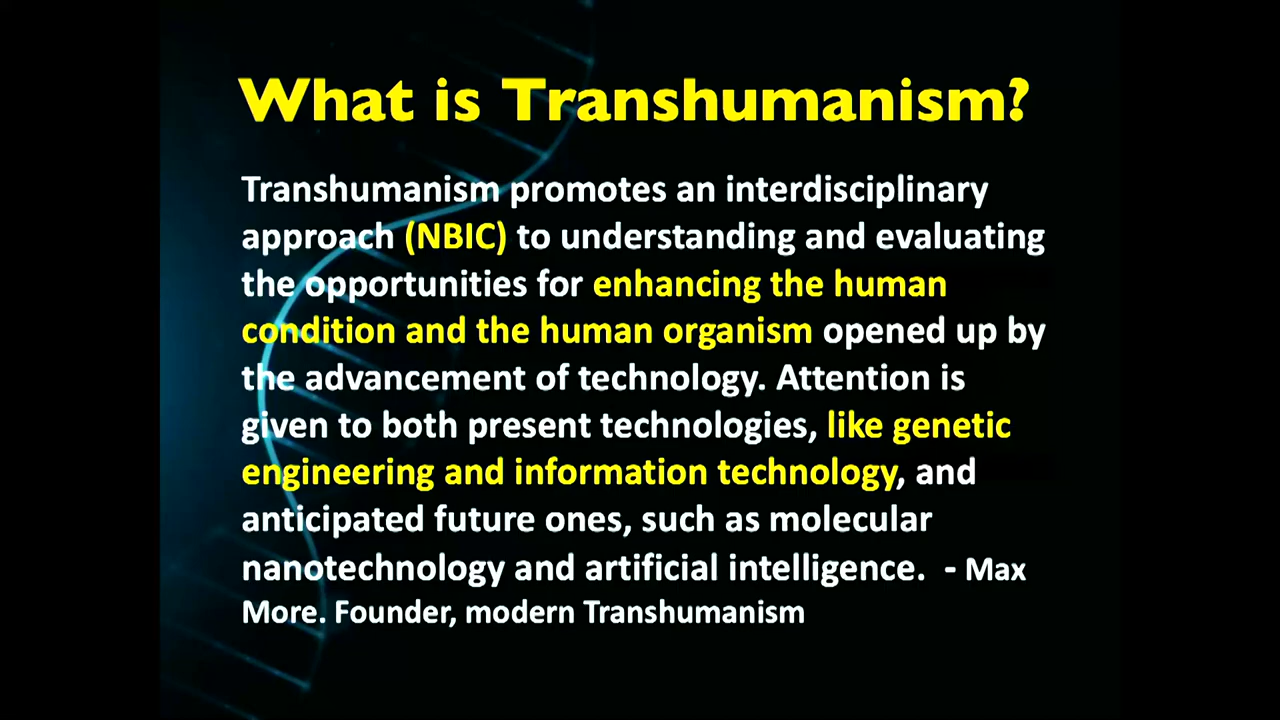 What is Transhumanism?
Transhumanism promotes an interdisciplinary
approach (NBIC) to understanding and evaluating
the opportunities for enhancing the human
condition and the human organism opened up by
the advancement of technology. Attention is
given to both present technologies, like genetic
engineering and information technology, and
anticipated future ones, such as molecular
nanotechnology and artificial intelligence.  - Max
More. Founder, modern Transhumanism